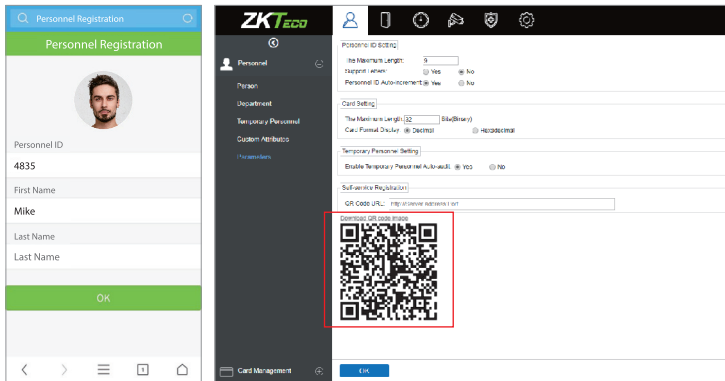 Personnel Registration
Personnel Registration
Personnel ID
4835
First Name
Mike
Last Name
Last Name
OK
1
ZKTeco
Personnel
Person
Department
Temporary Personnel
Custom Attributes
Parameters
Card Management
Personnel ID Setting
The Maximum Length: 9
Support Letters: Yes No
Personnel ID Auto-increment Yes No
Card Setting
The Maximum Length: 32 Bits(Binary)
Card Format Display: Decimal Hexadecimal
Temporary Personnel Setting
Enable Temporary Personnel Auto-audit: Yes No
Self-service Registration
QR Code URL:
Download QR code image
OK